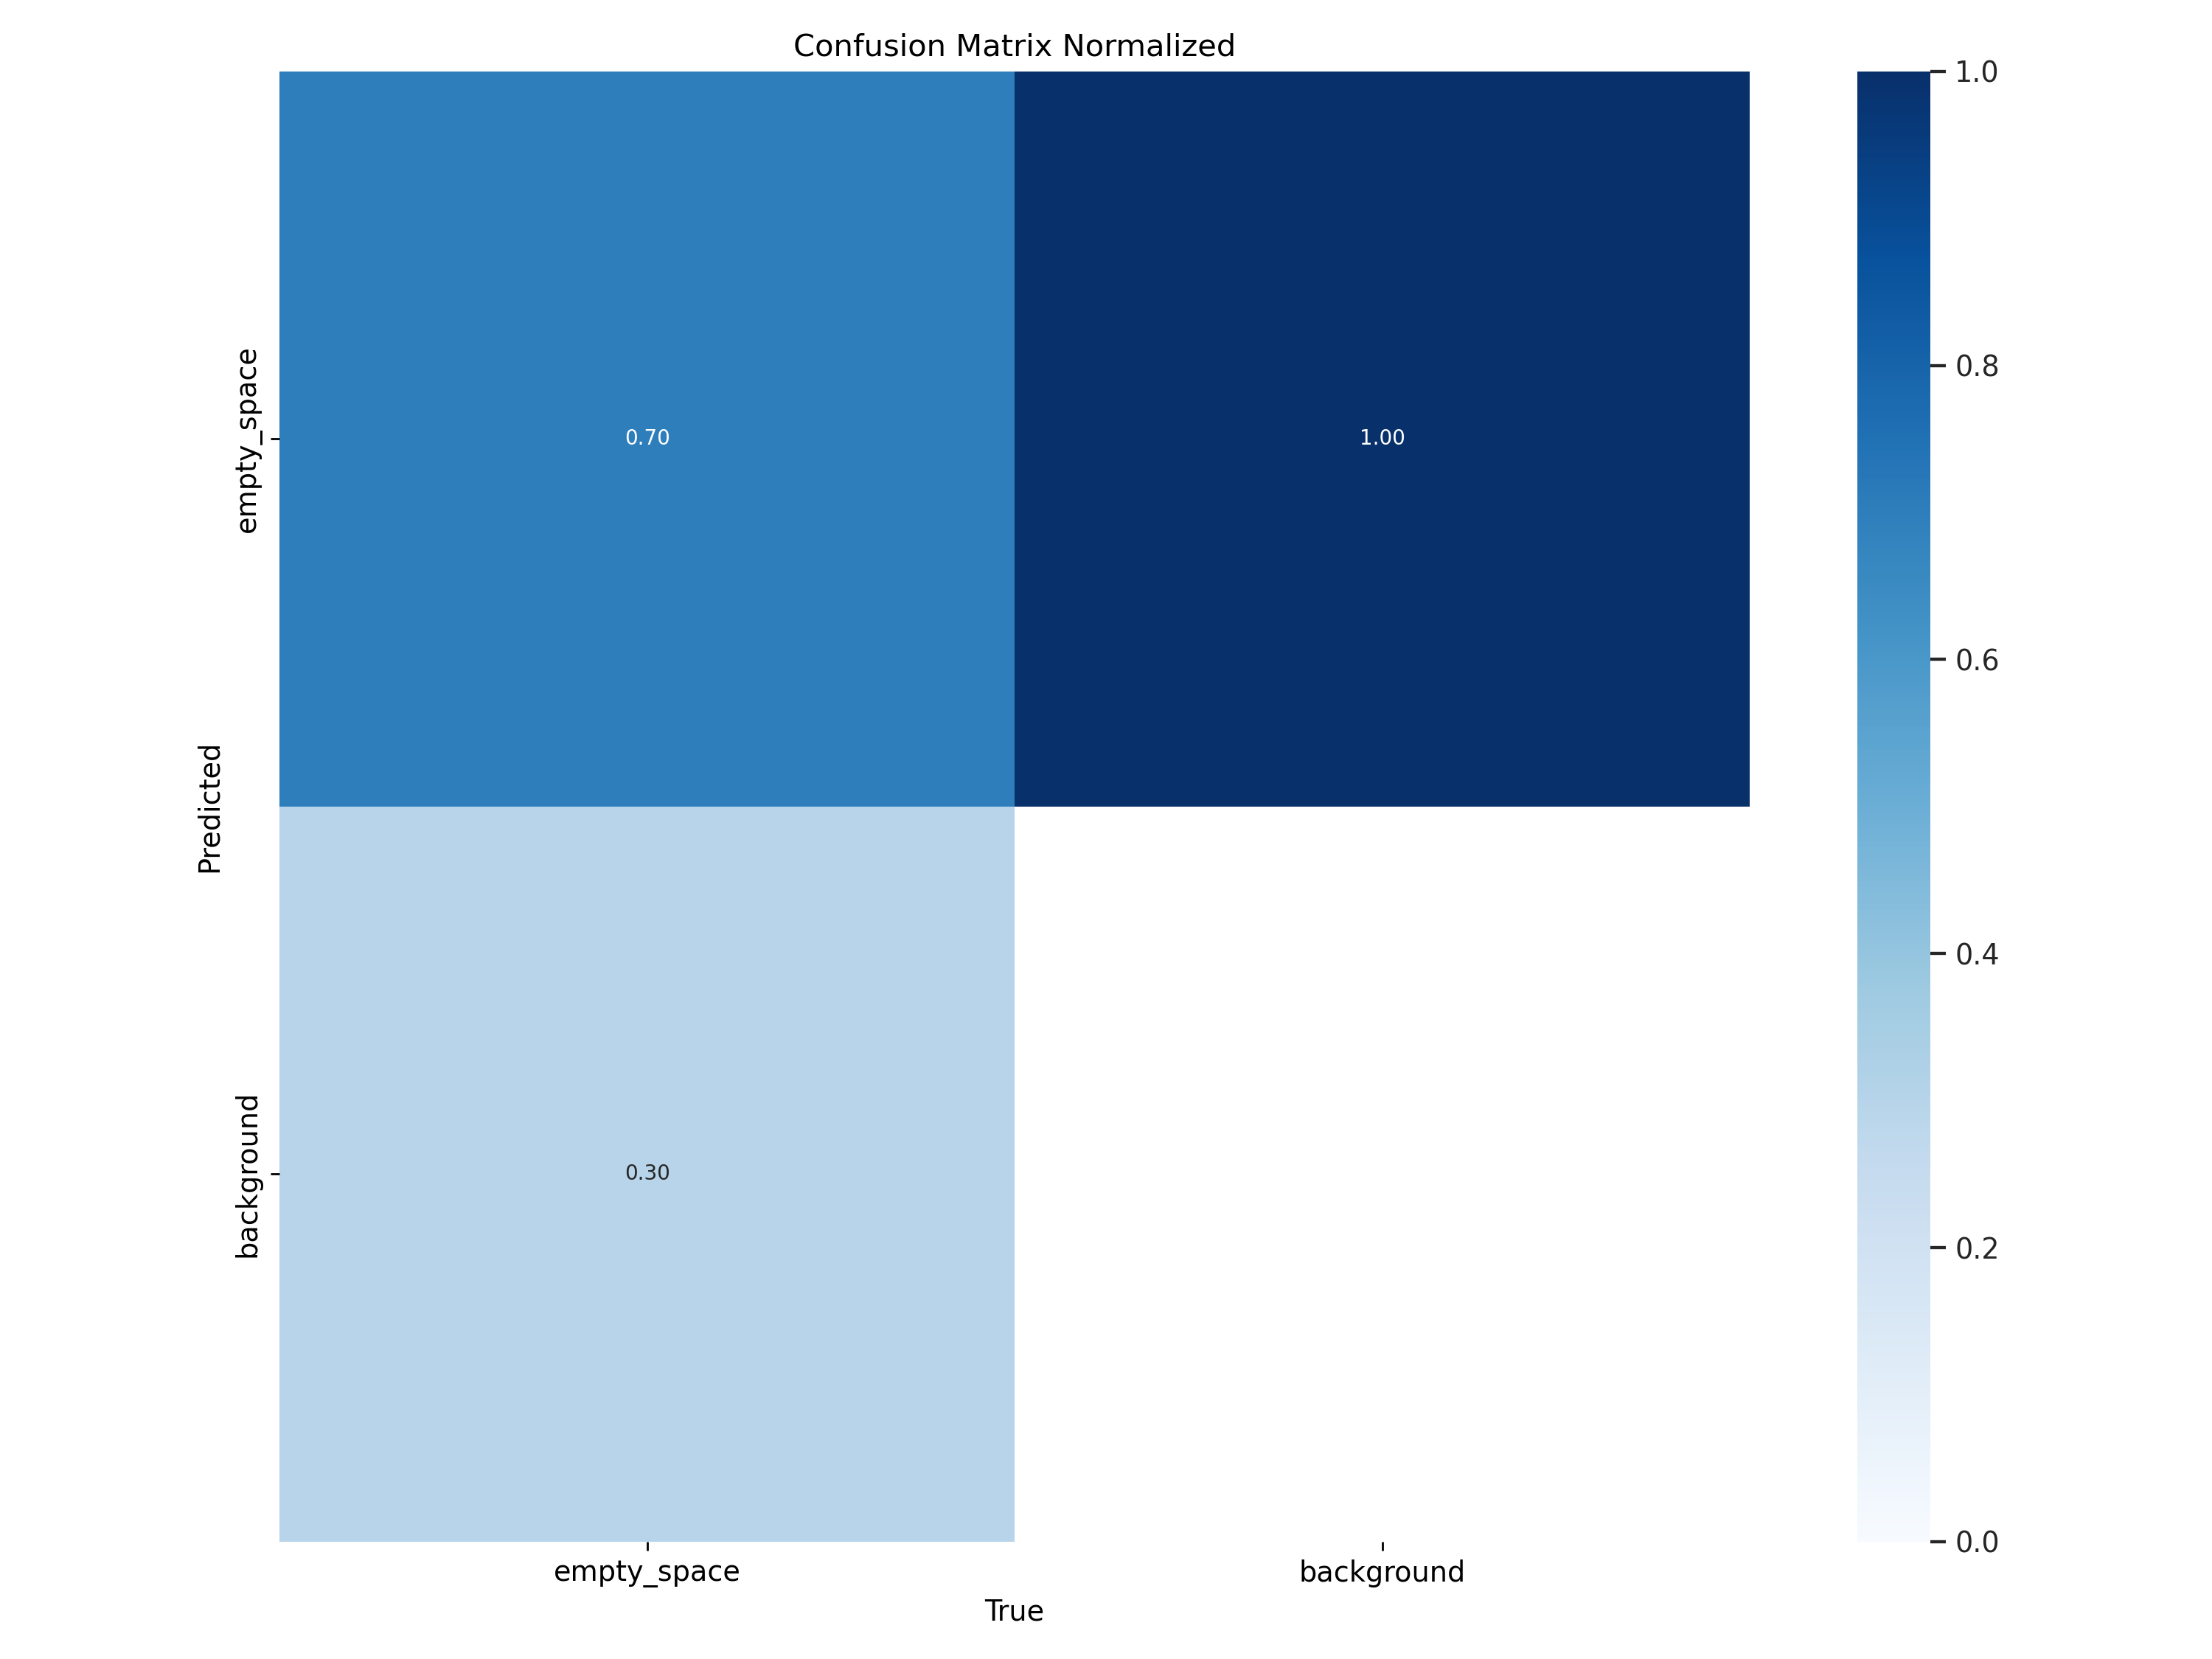 Confusion Matrix Normalized
1.0
0.8
0.6
0.4
0.2
0.0
Predicted
empty_space
background
0.70
1.00
0.30
empty_space
background
True